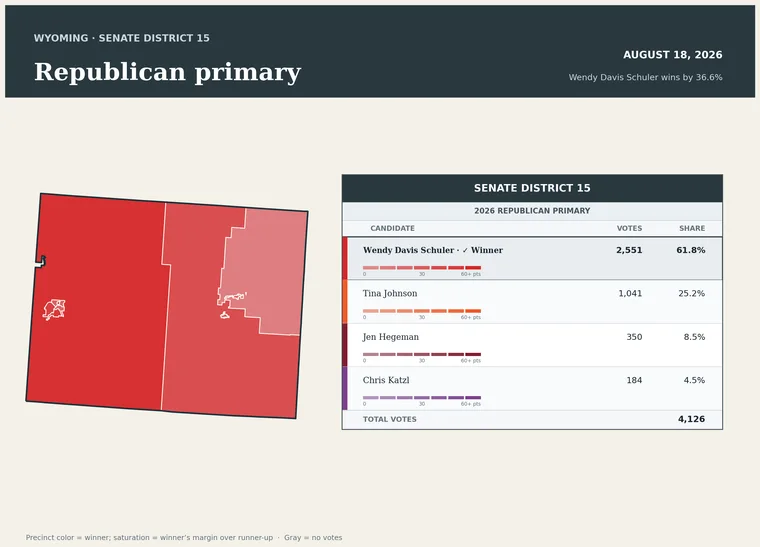 WYOMING · SENATE DISTRICT 15
Republican primary
AUGUST 18, 2026
Wendy Davis Schuler wins by 36.6%
SENATE DISTRICT 15
2026 REPUBLICAN PRIMARY
CANDIDATE VOTES SHARE
Wendy Davis Schuler · ✓ Winner 2,551 61.8%
0 30 60+ pts
Tina Johnson 1,041 25.2%
0 30 60+ pts
Jen Hegeman 350 8.5%
0 30 60+ pts
Chris Katzl 184 4.5%
0 30 60+ pts
TOTAL VOTES 4,126
Precinct color = winner; saturation = winner's margin over runner-up · Gray = no votes